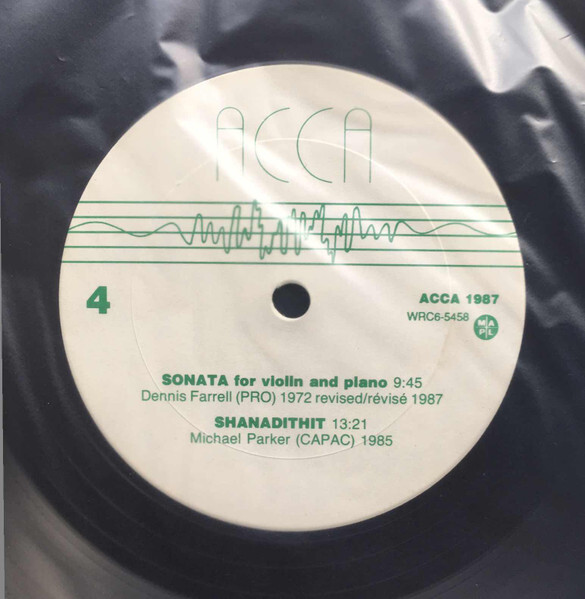 ACCA
4
ACCA 1987
WRC6-5458
M A
P L
SONATA for violin and piano 9:45
Dennis Farrell (PRO) 1972 revised/révisé 1987
SHANADITHIT 13:21
Michael Parker (CAPAC) 1985